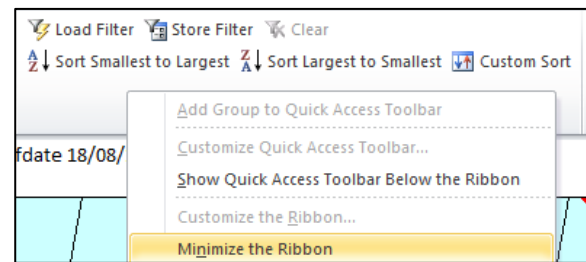 Load Filter Store Filter Clear
Sort Smallest to Largest Sort Largest to Smallest Custom Sort
Add Group to Quick Access Toolbar
Customize Quick Access Toolbar...
fdate 18/08/
Show Quick Access Toolbar Below the Ribbon
Customize the Ribbon...
Minimize the Ribbon